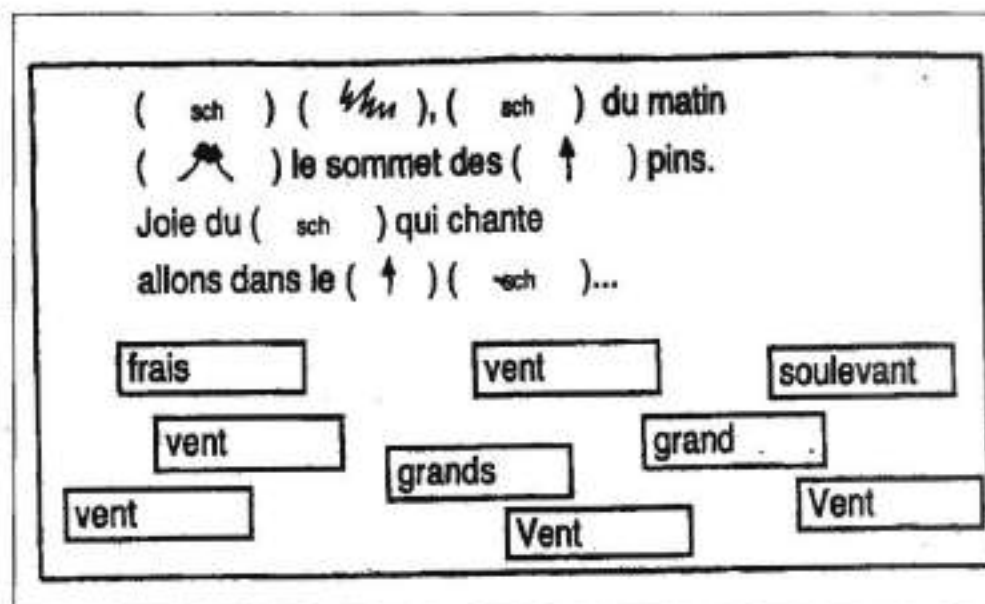 ( sch ) ( ), ( sch ) du matin
( ) le sommet des ( ) pins.
Joie du ( sch ) qui chante
allons dans le ( ) ( sch )...
frais vent soulevant
vent grands grand
vent Vent Vent